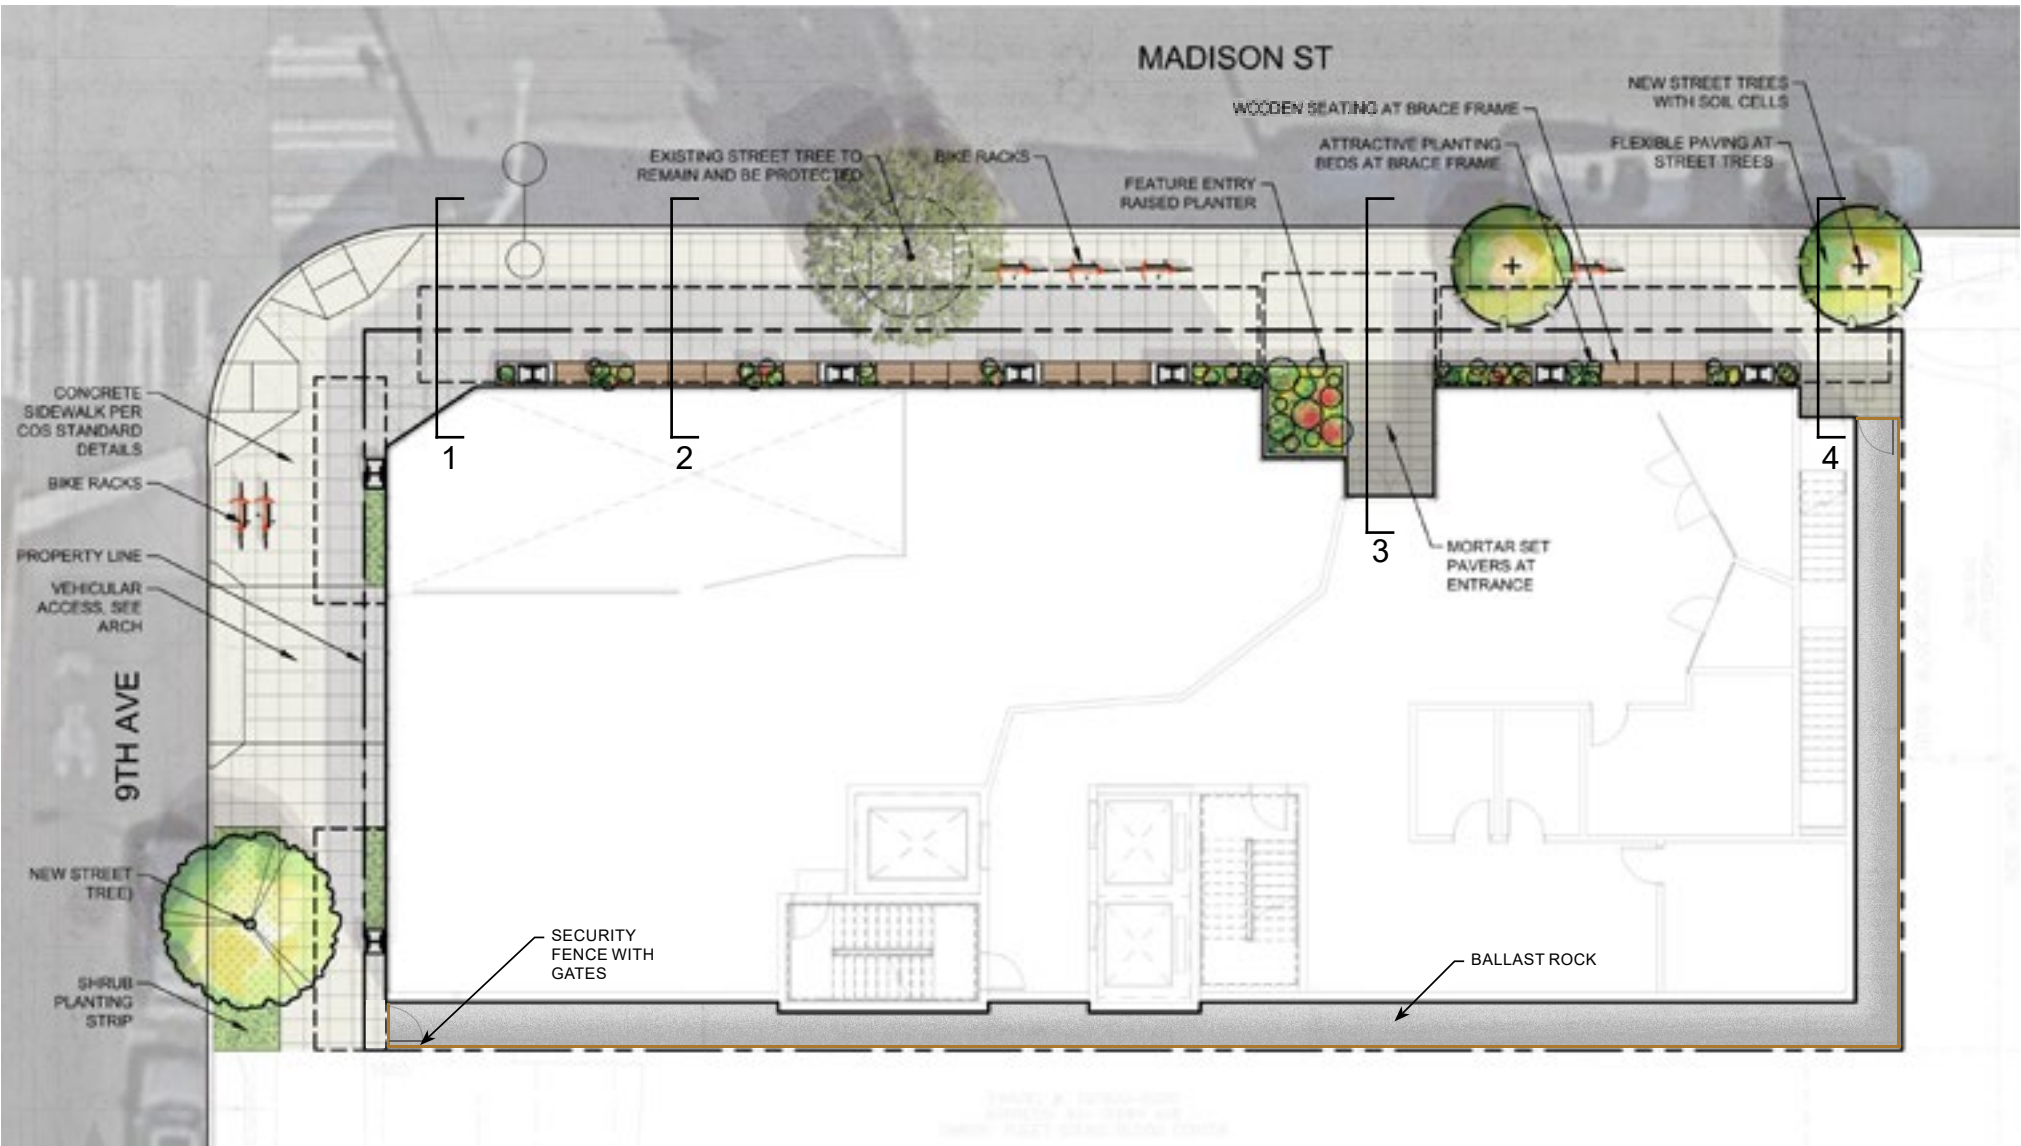 MADISON ST
NEW STREET TREES
WITH SOIL CELLS
WOODEN SEATING AT BRACE FRAME
ATTRACTIVE PLANTING
BEDS AT BRACE FRAME
FLEXIBLE PAVING AT
STREET TREES
EXISTING STREET TREE TO
REMAIN AND BE PROTECTED
BIKE RACKS
FEATURE ENTRY
RAISED PLANTER
1
2
3
4
CONCRETE
SIDEWALK PER
COS STANDARD
DETAILS
BIKE RACKS
PROPERTY LINE
VEHICULAR
ACCESS, SEE
ARCH
MORTAR SET
PAVERS AT
ENTRANCE
9TH AVE
NEW STREET
TREE)
SHRUB
PLANTING
STRIP
SECURITY
FENCE WITH
GATES
BALLAST ROCK